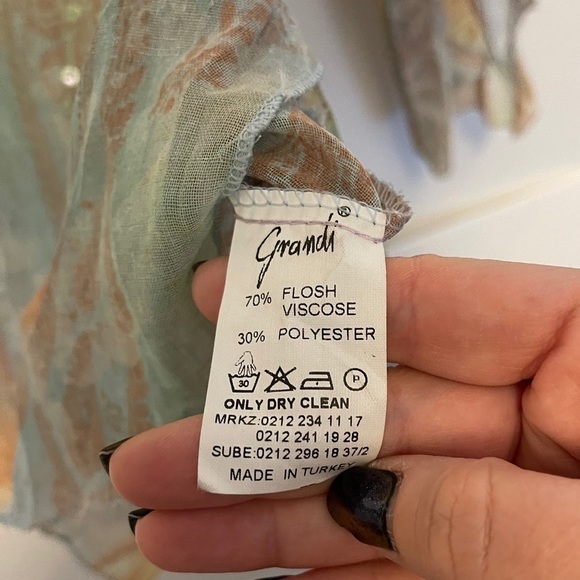 Grandi®
70% FLOSH
VISCOSE
30% POLYESTER
30 P
ONLY DRY CLEAN
MRKZ:0212 234 11 17
0212 241 19 28
SUBE:0212 296 18 37/2
MADE IN TURKEY